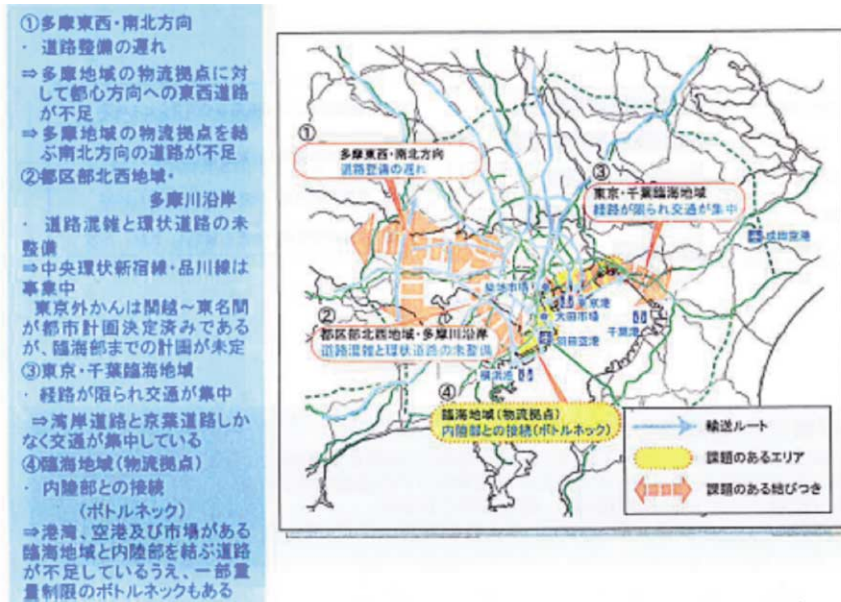 ①多摩東西・南北方向
・ 道路整備の遅れ
⇒多摩地域の物流拠点に対
して都心方向への東西道路
が不足
⇒多摩地域の物流拠点を結
ぶ南北方向の道路が不足
②都区部北西地域・
多摩川沿岸
・ 道路混雑と環状道路の未
整備
⇒中央環状新宿線・品川線は
事業中
東京外かんは関越～東名間
が都市計画決定済みである
が、臨海部までの計画が未定
③東京・千葉臨海地域
・ 経路が限られ交通が集中
⇒湾岸道路と京葉道路しか
なく交通が集中している
④臨海地域(物流拠点)
・ 内陸部との接続
(ボトルネック)
⇒港湾、空港及び市場がある
臨海地域と内陸部を結ぶ道路
が不足しているうえ、一部重
量制限のボトルネックもある
①
多摩東西・南北方向
道路整備の遅れ
③
東京・千葉臨海地域
経路が限られ交通が集中
成田空港
築地市場
東京港
大田市場
千葉港
②
都区部北西地域・多摩川沿岸
道路混雑と環状道路の未整備
羽田空港
横浜港
④
臨海地域(物流拠点)
内陸部との接続(ボトルネック)
輸送ルート
課題のあるエリア
課題のある結びつき